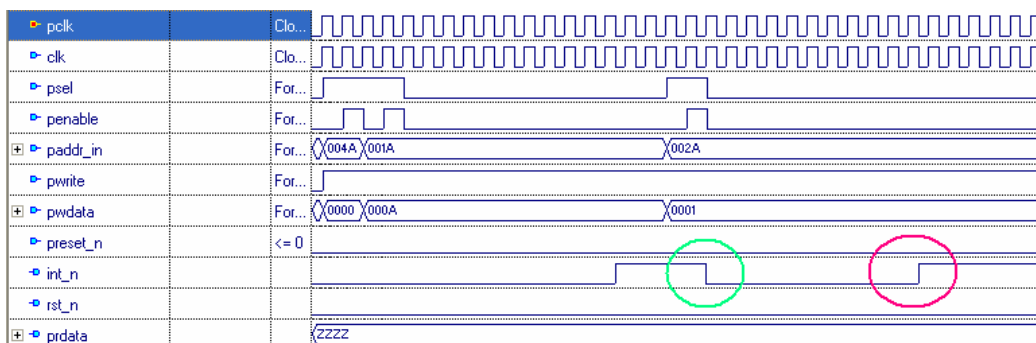 pclk Clo...
clk Clo...
psel For...
penable For...
paddr_in For... 004A 001A 002A
pwrite For...
pwdata For... 0000 000A 0001
preset_n <= 0
int_n
rst_n
prdata ZZZZ